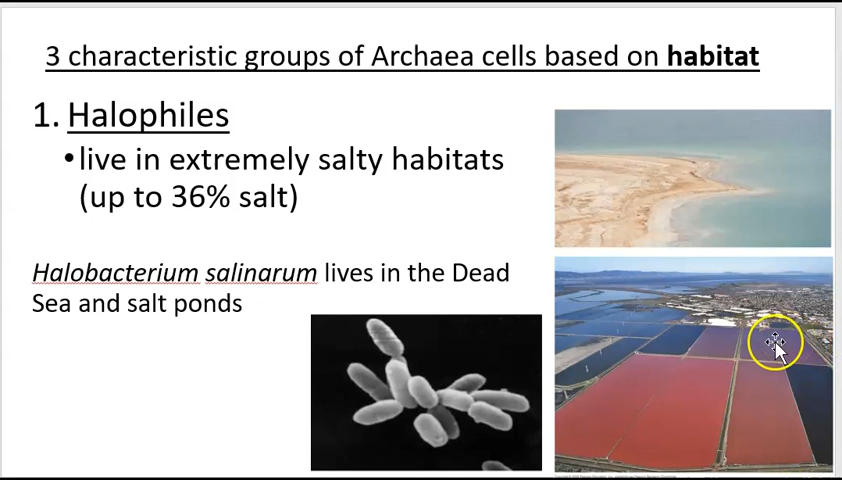 3 characteristic groups of Archaea cells based on habitat
1. Halophiles
•live in extremely salty habitats
(up to 36% salt)
Halobacterium salinarum lives in the Dead
Sea and salt ponds